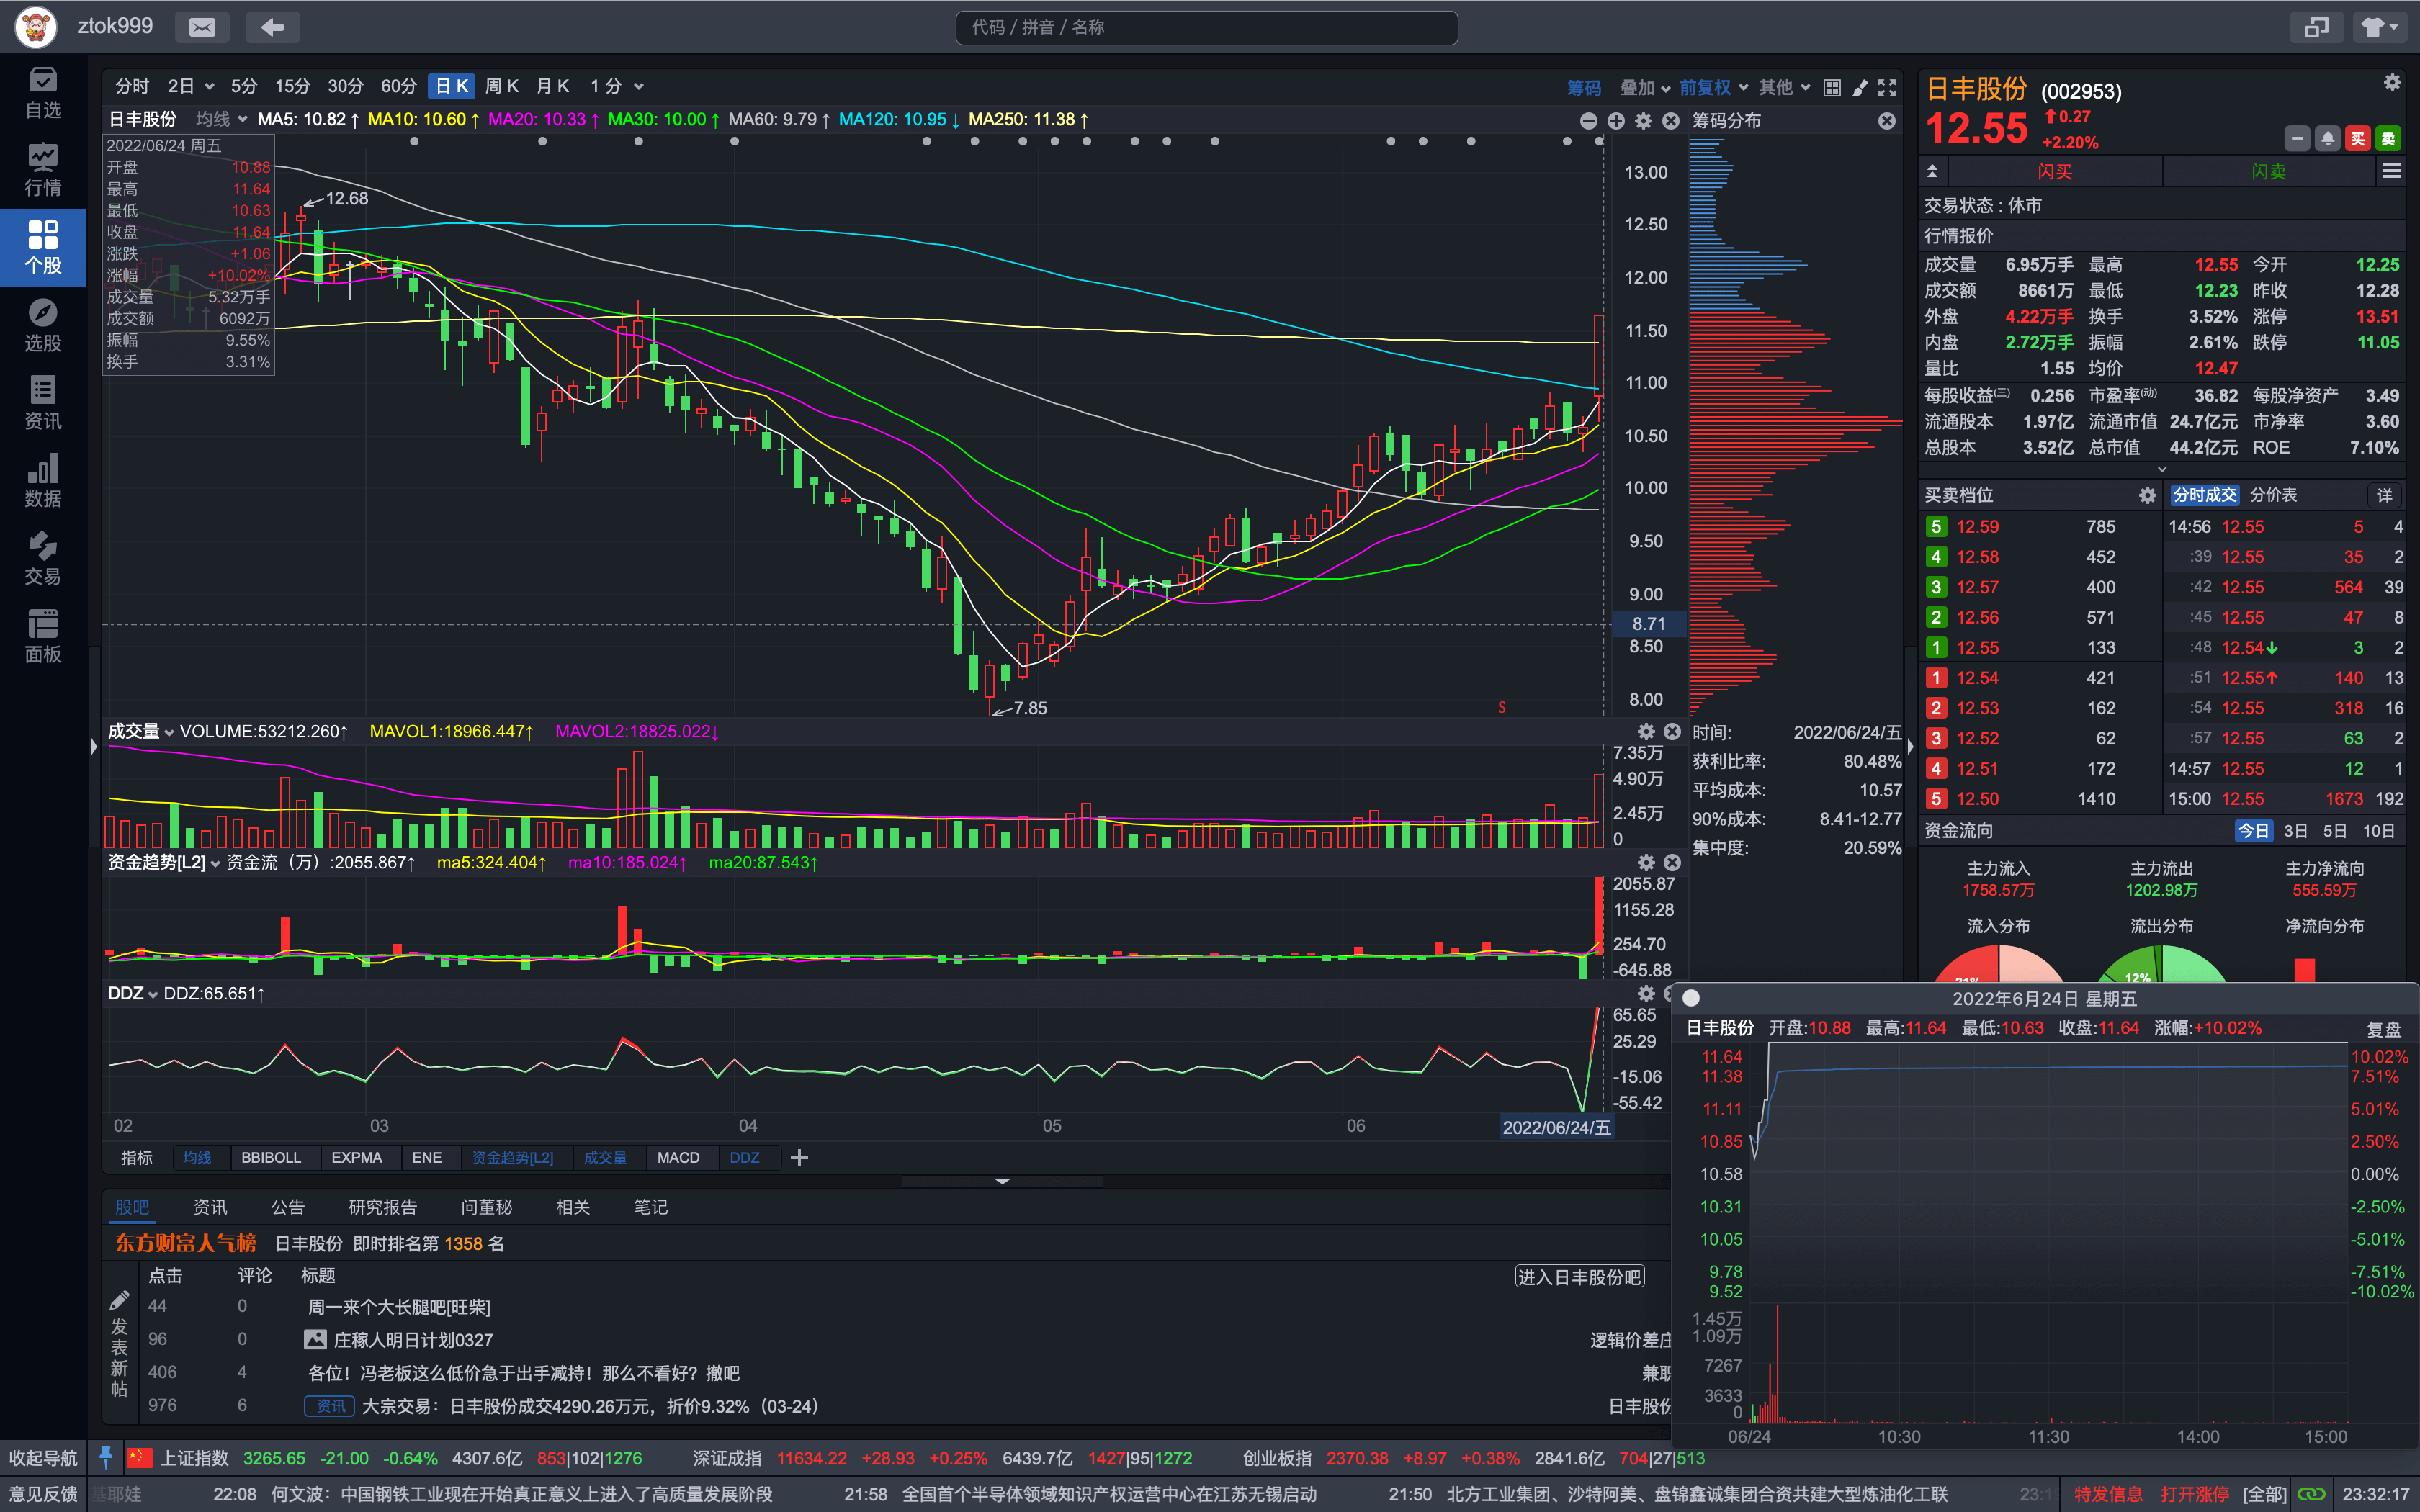 ztok999
代码 / 拼音 / 名称
自选
行情
个股
选股
资讯
数据
交易
面板
分时 2日 5分 15分 30分 60分 日K 周K 月K 1分
筹码 叠加 前复权 其他
日丰股份 均线 MA5: 10.82↑ MA10: 10.60↑ MA20: 10.33↑ MA30: 10.00↑ MA60: 9.79↑ MA120: 10.95↓ MA250: 11.38↑
筹码分布
2022/06/24 周五
开盘 10.88
最高 11.64
最低 10.63
收盘 11.64
涨跌 +1.06
涨幅 +10.02%
成交量 5.32万手
成交额 6092万
振幅 9.55%
换手 3.31%
12.68
7.85
S
13.00
12.50
12.00
11.50
11.00
10.50
10.00
9.50
9.00
8.71
8.50
8.00
成交量 VOLUME:53212.260↑ MAVOL1:18966.447↑ MAVOL2:18825.022↓
7.35万
4.90万
2.45万
0
资金趋势[L2] 资金流（万）:2055.867↑ ma5:324.404↑ ma10:185.024↑ ma20:87.543↑
2055.87
1155.28
254.70
-645.88
DDZ DDZ:65.651↑
65.65
25.29
-15.06
-55.42
02 03 04 05 06 2022/06/24/五
指标 均线 BBIBOLL EXPMA ENE 资金趋势[L2] 成交量 MACD DDZ
时间: 2022/06/24/五
获利比率: 80.48%
平均成本: 10.57
90%成本: 8.41-12.77
集中度: 20.59%
股吧 资讯 公告 研究报告 问董秘 相关 笔记
东方财富人气榜 日丰股份 即时排名第 1358 名
点击 评论 标题 进入日丰股份吧
发表新帖
44 0 周一来个大长腿吧[旺柴]
96 0 庄稼人明日计划0327 逻辑价差庄
406 4 各位！冯老板这么低价急于出手减持！那么不看好？撤吧 兼职
976 6 资讯 大宗交易：日丰股份成交4290.26万元，折价9.32%（03-24） 日丰股份
日丰股份 (002953)
12.55 0.27
+2.20%
买 卖
闪买 闪卖
交易状态 : 休市
行情报价
成交量 6.95万手 最高 12.55 今开 12.25
成交额 8661万 最低 12.23 昨收 12.28
外盘 4.22万手 换手 3.52% 涨停 13.51
内盘 2.72万手 振幅 2.61% 跌停 11.05
量比 1.55 均价 12.47
每股收益(三) 0.256 市盈率(动) 36.82 每股净资产 3.49
流通股本 1.97亿 流通市值 24.7亿元 市净率 3.60
总股本 3.52亿 总市值 44.2亿元 ROE 7.10%
买卖档位 分时成交 分价表 详
5 12.59 785 14:56 12.55 5 4
4 12.58 452 :39 12.55 35 2
3 12.57 400 :42 12.55 564 39
2 12.56 571 :45 12.55 47 8
1 12.55 133 :48 12.54↓ 3 2
1 12.54 421 :51 12.55↑ 140 13
2 12.53 162 :54 12.55 318 16
3 12.52 62 :57 12.55 63 2
4 12.51 172 14:57 12.55 12 1
5 12.50 1410 15:00 12.55 1673 192
资金流向 今日 3日 5日 10日
主力流入 主力流出 主力净流向
1758.57万 1202.98万 555.59万
流入分布 流出分布 净流向分布
12%
2022年6月24日 星期五
日丰股份 开盘:10.88 最高:11.64 最低:10.63 收盘:11.64 涨幅:+10.02% 复盘
11.64 10.02%
11.38 7.51%
11.11 5.01%
10.85 2.50%
10.58 0.00%
10.31 -2.50%
10.05 -5.01%
9.78 -7.51%
9.52 -10.02%
1.45万
1.09万
7267
3633
0
06/24 10:30 11:30 14:00 15:00
收起导航 上证指数 3265.65 -21.00 -0.64% 4307.6亿 853|102|1276 深证成指 11634.22 +28.93 +0.25% 6439.7亿 1427|95|1272 创业板指 2370.38 +8.97 +0.38% 2841.6亿 704|27|513
意见反馈 基耶娃 22:08 何文波：中国钢铁工业现在开始真正意义上进入了高质量发展阶段 21:58 全国首个半导体领域知识产权运营中心在江苏无锡启动 21:50 北方工业集团、沙特阿美、盘锦鑫诚集团合资共建大型炼油化工联 特发信息 打开涨停 [全部] 23:32:17